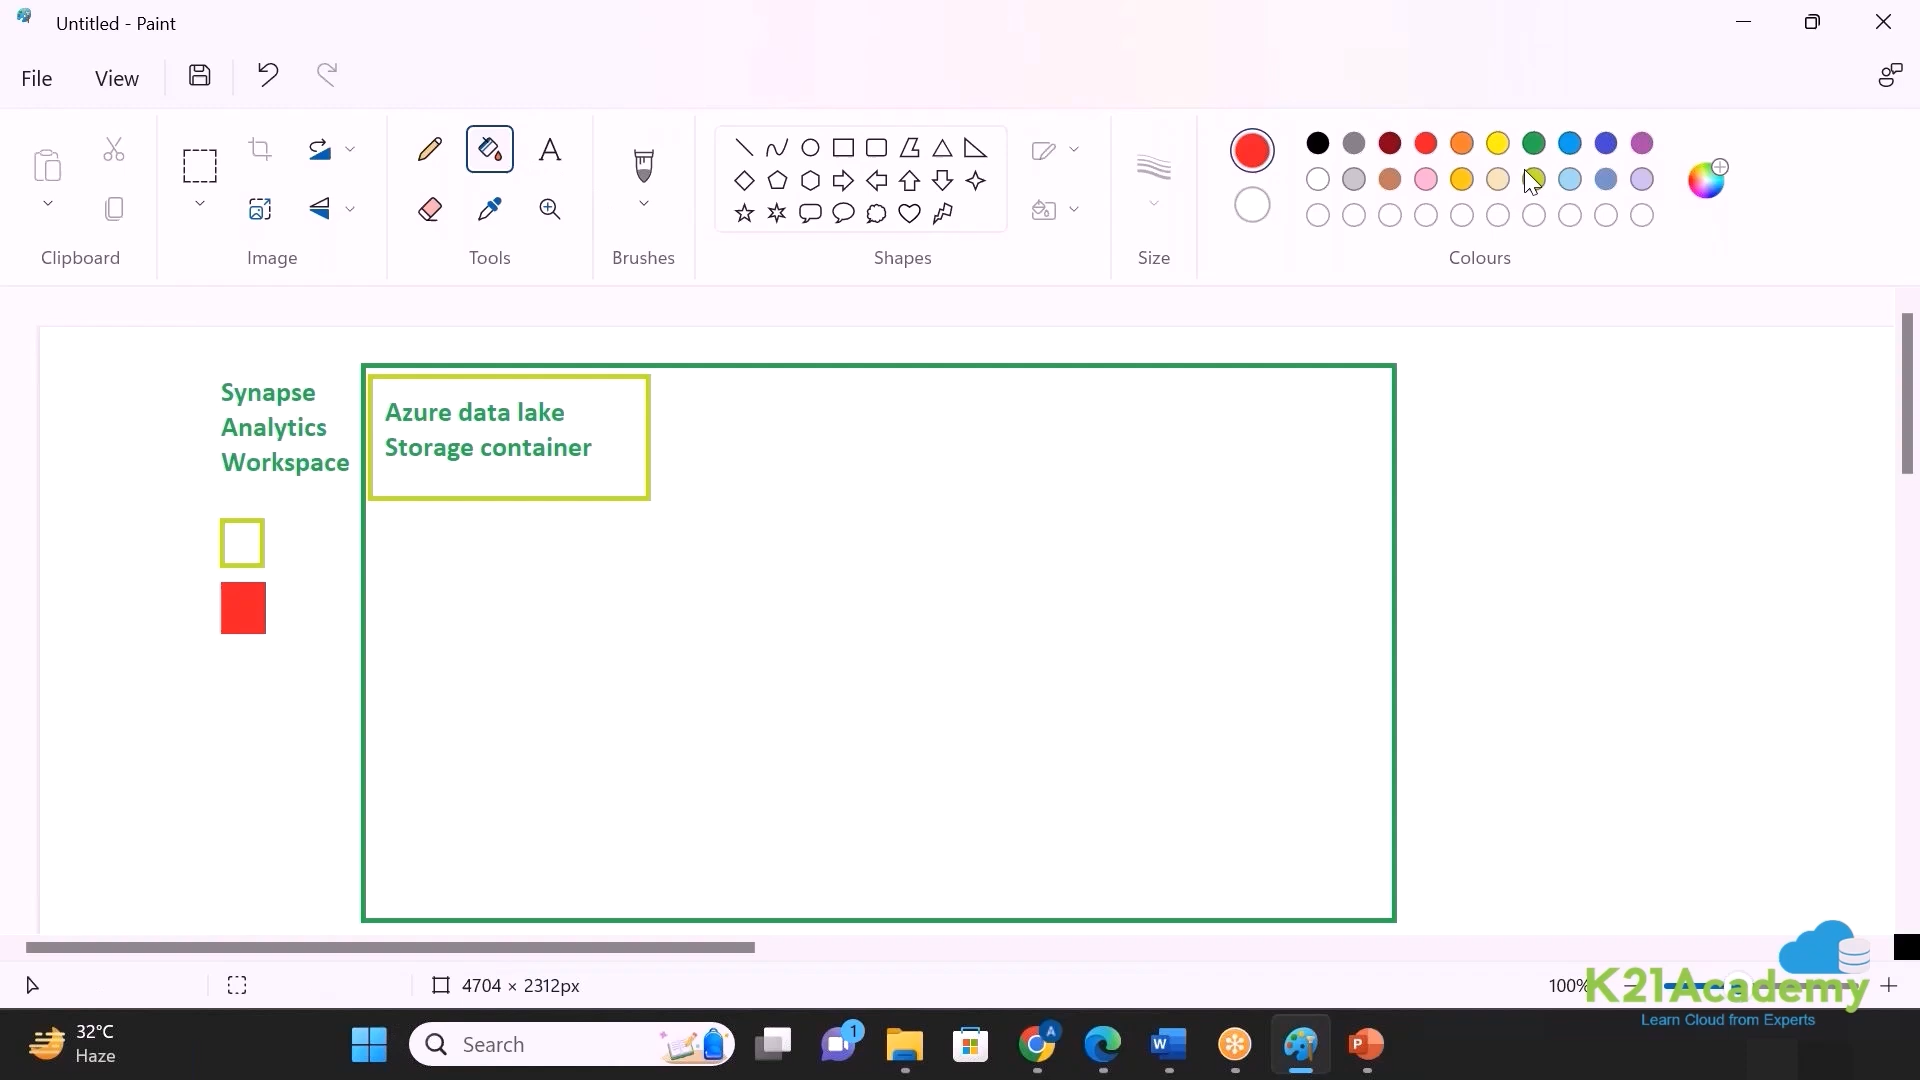 Untitled - Paint
File
View
Clipboard
Image
Tools
Brushes
Shapes
Size
Colours
Synapse
Analytics
Workspace
Azure data lake
Storage container
4704 × 2312px
100%
K21Academy
Learn Cloud from Experts
32°C
Haze
Search
1
A
W
P